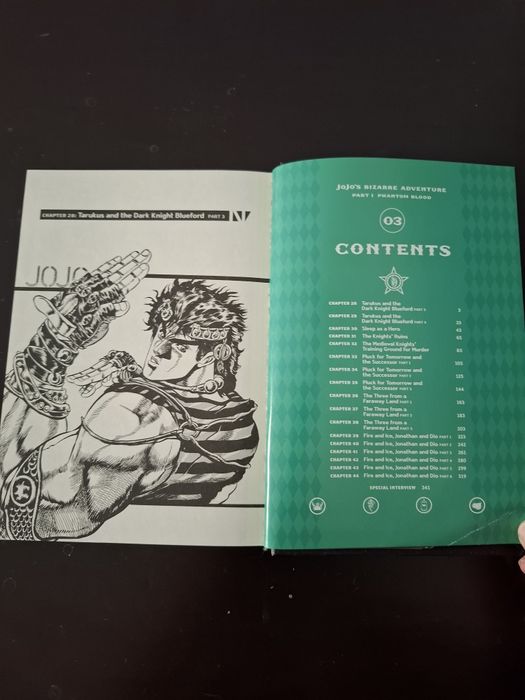 CHAPTER 28: Tarukus and the Dark Knight Blueford PART 3
JOJO
JOJO'S BIZARRE ADVENTURE
PART 1 PHANTOM BLOOD
03
CONTENTS
CHAPTER 28 Tarukus and the
Dark Knight Blueford PART 3 3
CHAPTER 29 Tarukus and the
Dark Knight Blueford PART 4 23
CHAPTER 30 Sleep as a Hero 43
CHAPTER 31 The Knights' Ruins 65
CHAPTER 32 The Medieval Knights'
Training Ground for Murder 85
CHAPTER 33 Pluck for Tomorrow and
the Successor PART 1 105
CHAPTER 34 Pluck for Tomorrow and
the Successor PART 2 125
CHAPTER 35 Pluck for Tomorrow and
the Successor PART 3 144
CHAPTER 36 The Three from a
Faraway Land PART 1 163
CHAPTER 37 The Three from a
Faraway Land PART 2 183
CHAPTER 38 The Three from a
Faraway Land PART 3 203
CHAPTER 39 Fire and Ice, Jonathan and Dio PART 1 223
CHAPTER 40 Fire and Ice, Jonathan and Dio PART 2 242
CHAPTER 41 Fire and Ice, Jonathan and Dio PART 3 261
CHAPTER 42 Fire and Ice, Jonathan and Dio PART 4 280
CHAPTER 43 Fire and Ice, Jonathan and Dio PART 5 299
CHAPTER 44 Fire and Ice, Jonathan and Dio PART 6 319
SPECIAL INTERVIEW 341